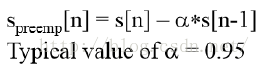 s_preemp[n] = s[n] – α*s[n-1]
Typical value of α = 0.95